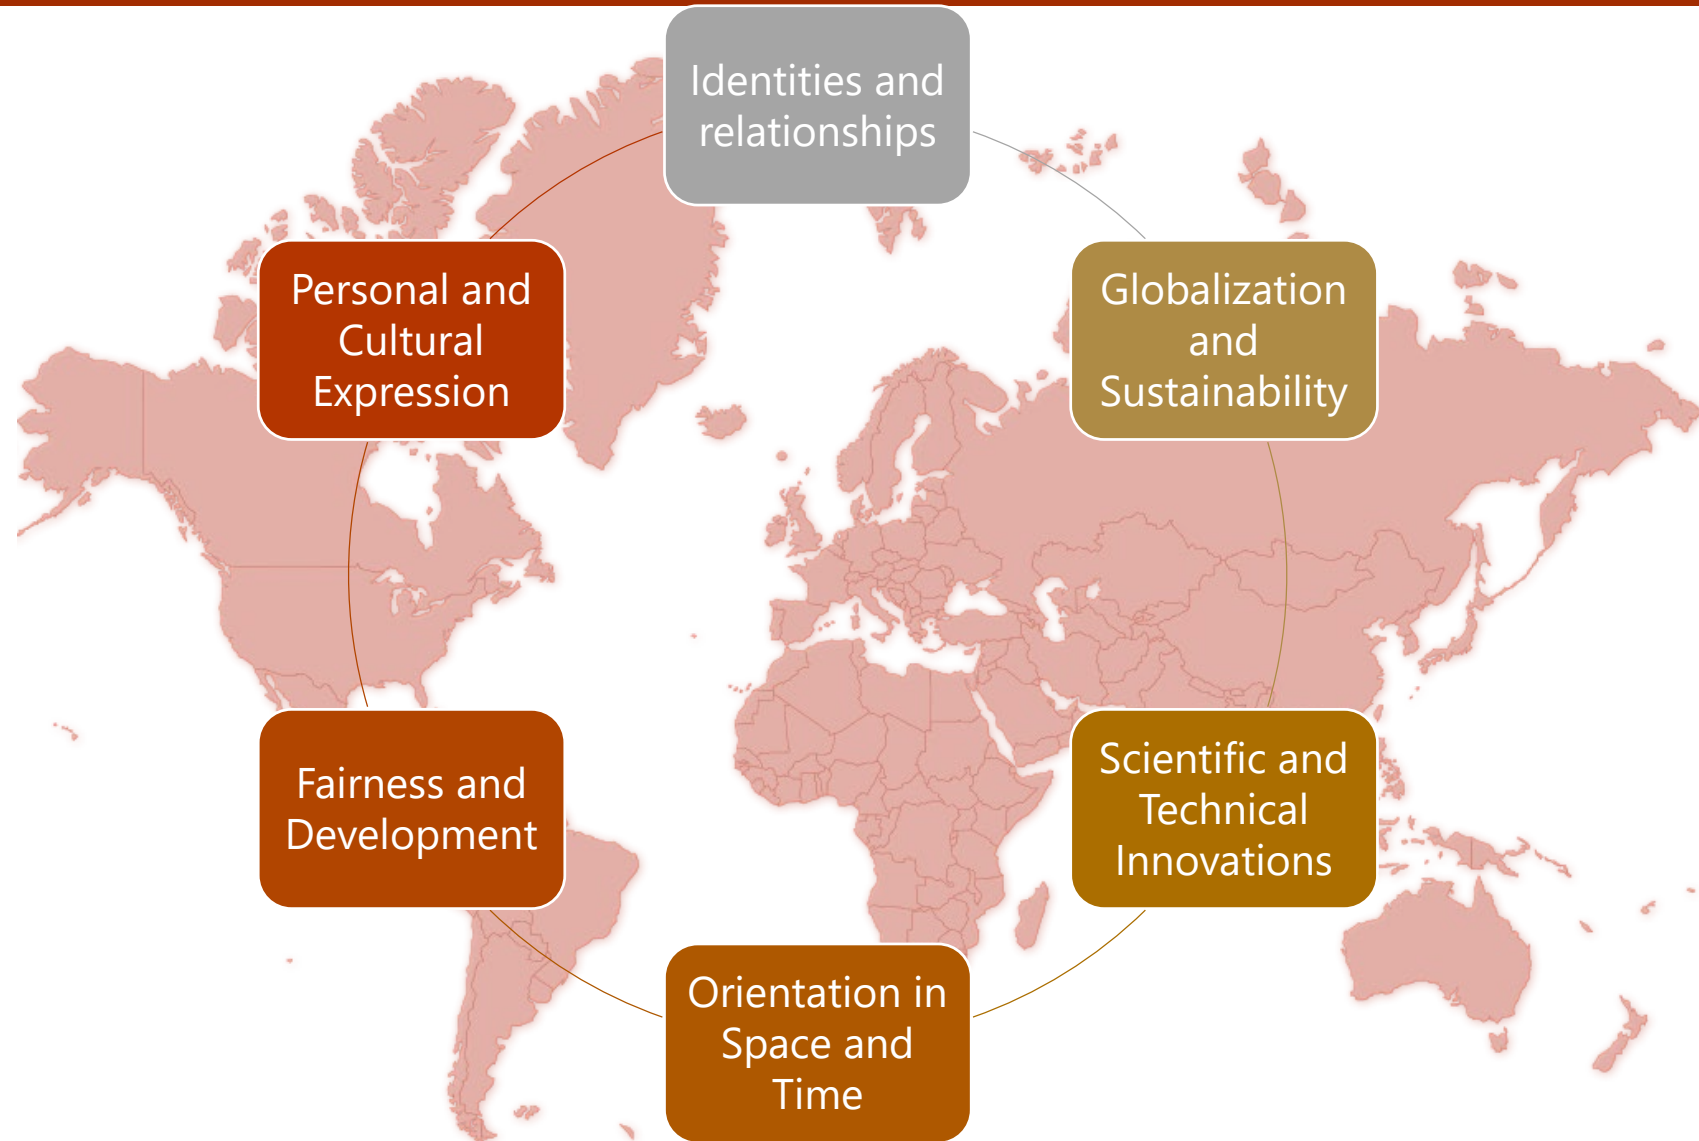 Identities and
relationships
Personal and
Cultural
Expression
Globalization
and
Sustainability
Fairness and
Development
Scientific and
Technical
Innovations
Orientation in
Space and
Time